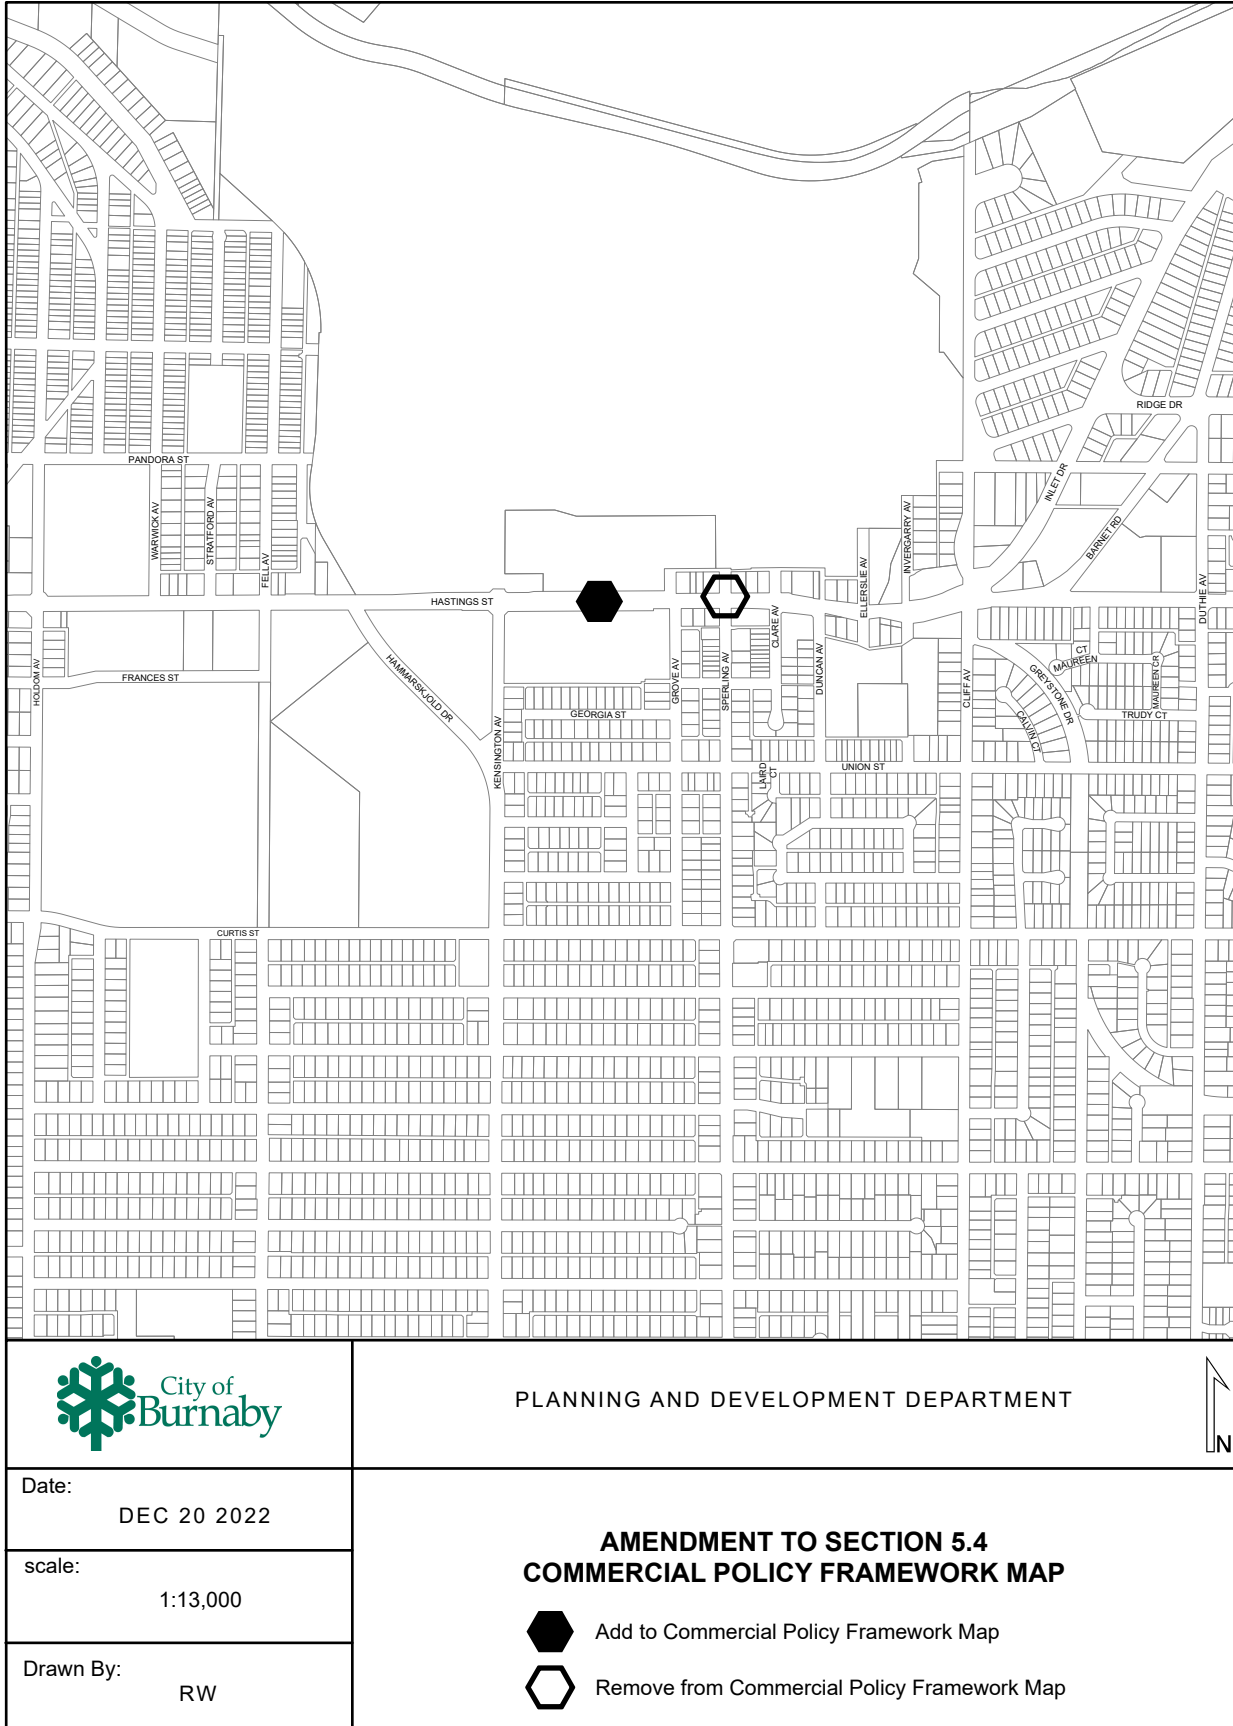 RIDGE DR
PANDORA ST
INLET DR
WARWICK AV
STRATFORD AV
FELL AV
INVERGARRY AV
BARNET RD
ELLERSLIE AV
DUTHIE AV
HASTINGS ST
CLARE AV
HOLDOM AV
FRANCES ST
HAMMARSKJOLD DR
GROVE AV
SPERLING AV
DUNCAN AV
CLIFF AV
CT
MAUREEN
MAUREEN CR
GREYSTONE DR
KENSINGTON AV
GEORGIA ST
CALVIN CT
TRUDY CT
LAIRD
CT
UNION ST
CURTIS ST
City of
Burnaby
PLANNING AND DEVELOPMENT DEPARTMENT
N
Date:
DEC 20 2022
scale:
1:13,000
Drawn By:
RW
AMENDMENT TO SECTION 5.4
COMMERCIAL POLICY FRAMEWORK MAP
Add to Commercial Policy Framework Map
Remove from Commercial Policy Framework Map